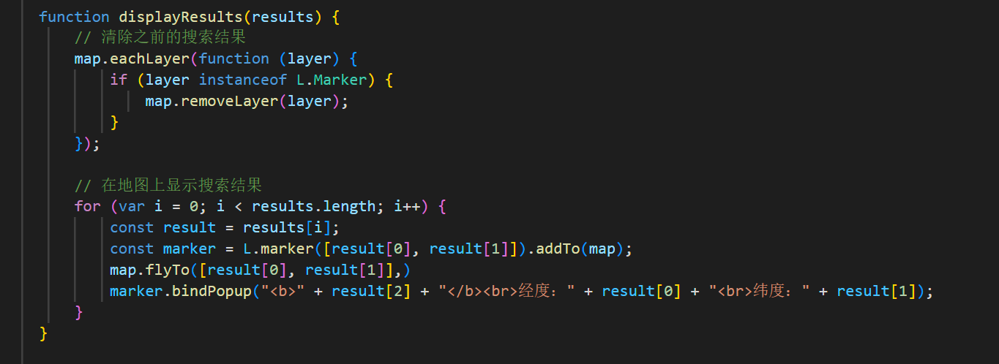 function displayResults(results) {
// 清除之前的搜索结果
map.eachLayer(function (layer) {
if (layer instanceof L.Marker) {
map.removeLayer(layer);
}
});
// 在地图上显示搜索结果
for (var i = 0; i < results.length; i++) {
const result = results[i];
const marker = L.marker([result[0], result[1]]).addTo(map);
map.flyTo([result[0], result[1]],)
marker.bindPopup("<b>" + result[2] + "</b><br>经度：" + result[0] + "<br>纬度：" + result[1]);
}
}